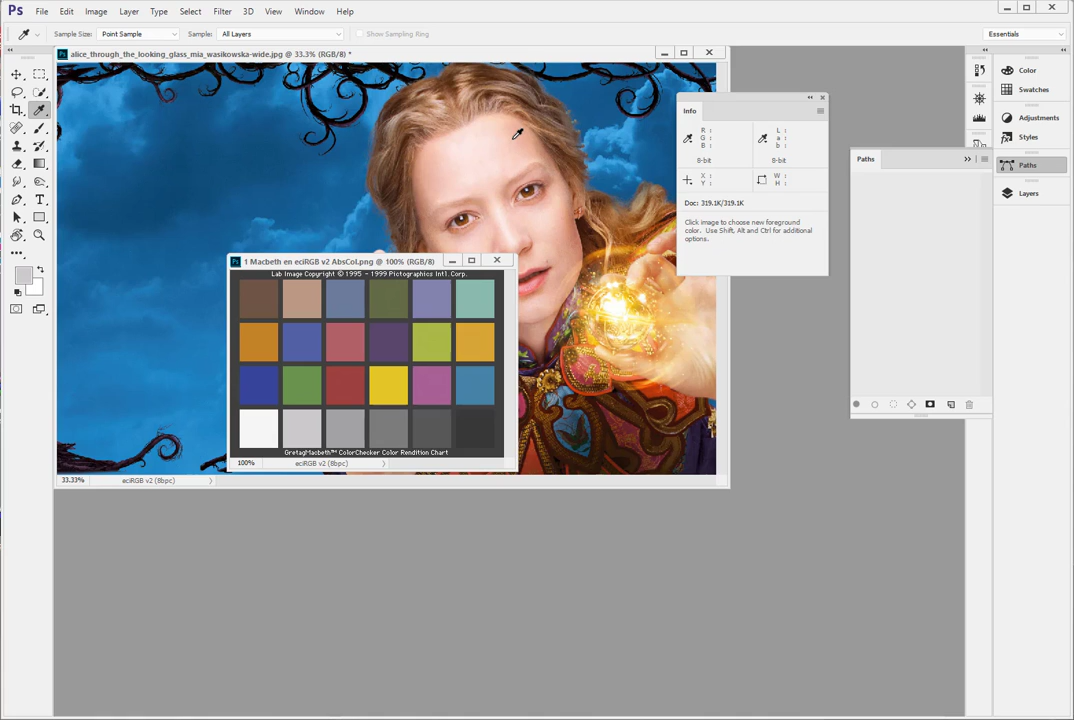 Ps File Edit Image Layer Type Select Filter 3D View Window Help
Sample Size: Point Sample Sample: All Layers Show Sampling Ring Essentials
Ps alice_through_the_looking_glass_mia_wasikowska-wide.jpg @ 33.3% (RGB/8) *
Info
R : L :
G : a :
B : b :
8-bit 8-bit
X : W :
Y : H :
Doc: 319.1K/319.1K
Click image to choose new foreground
color. Use Shift, Alt and Ctrl for additional
options.
Color
Swatches
Adjustments
Styles
Paths
Layers
Paths
T
Ps 1 Macbeth en eciRGB v2 AbsCol.png @ 100% (RGB/8)
Lab Image Copyright © 1995 - 1999 Pictographics Int'l. Corp.
GretagMacbeth™ ColorChecker Color Rendition Chart
100% eciRGB v2 (8bpc)
33.33% eciRGB v2 (8bpc)